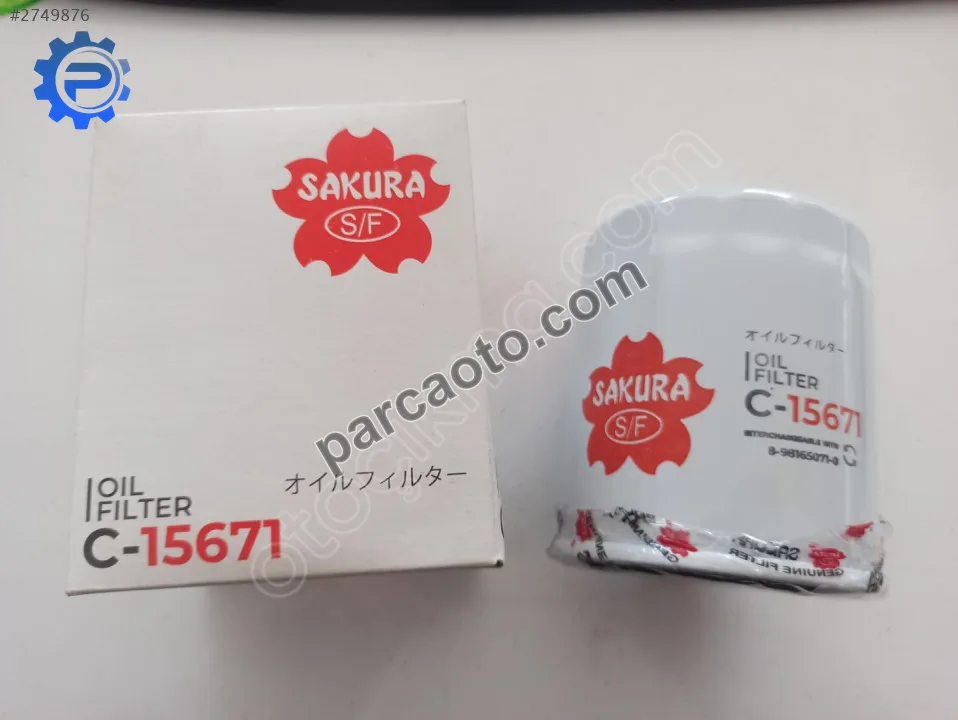 #2749876
P
SAKURA
S/F
OIL
FILTER
C-15671
オイルフィルター
parcaoto.com
SAKURA
S/F
オイルフィルター
OIL
FILTER
C-15671
INTERCHANGEABLE WITH
8-98165071-0
GENUINE FILTER